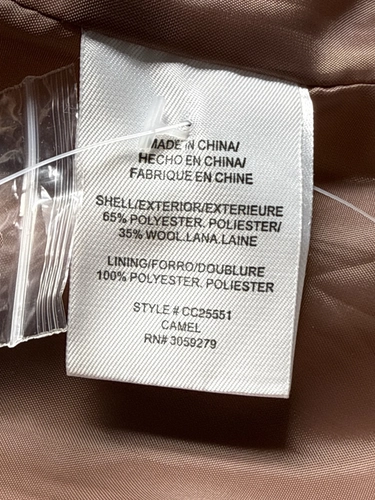 MADE IN CHINA/
HECHO EN CHINA/
FABRIQUE EN CHINE
SHELL/EXTERIOR/EXTERIEURE
65% POLYESTER. POLIESTER/
35% WOOL.LANA.LAINE
LINING/FORRO/DOUBLURE
100% POLYESTER. POLIESTER
STYLE # CC25551
CAMEL
RN# 3059279